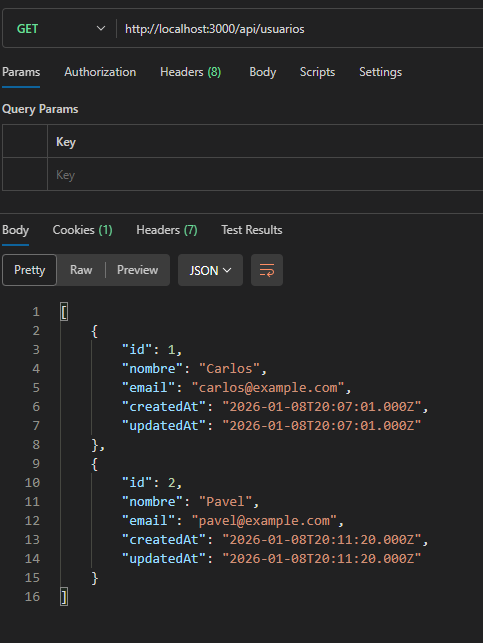 GET http://localhost:3000/api/usuarios
Params Authorization Headers (8) Body Scripts Settings
Query Params
Key
Key
Body Cookies (1) Headers (7) Test Results
Pretty Raw Preview JSON
1 [
2 {
3 "id": 1,
4 "nombre": "Carlos",
5 "email": "carlos@example.com",
6 "createdAt": "2026-01-08T20:07:01.000Z",
7 "updatedAt": "2026-01-08T20:07:01.000Z"
8 },
9 {
10 "id": 2,
11 "nombre": "Pavel",
12 "email": "pavel@example.com",
13 "createdAt": "2026-01-08T20:11:20.000Z",
14 "updatedAt": "2026-01-08T20:11:20.000Z"
15 }
16 ]